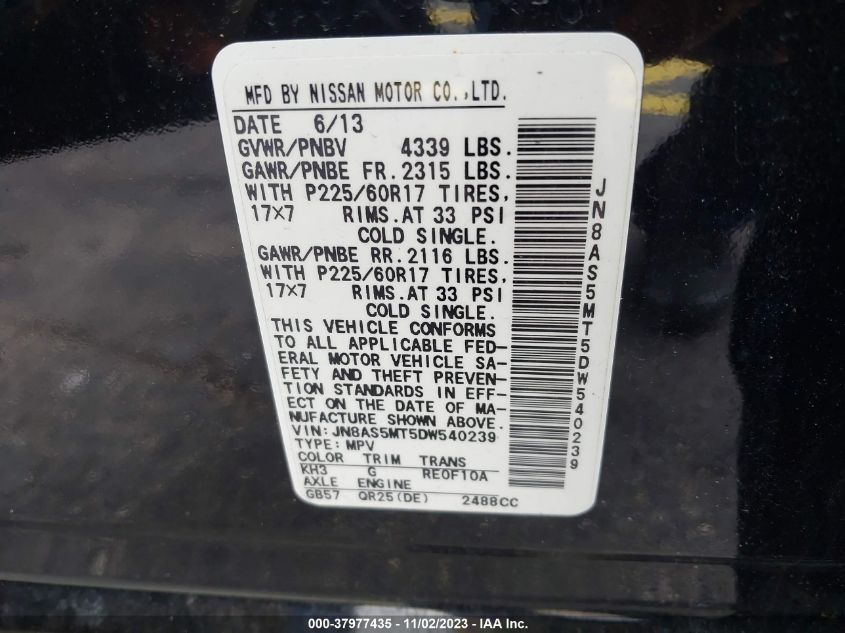 MFD BY NISSAN MOTOR CO.,LTD.
DATE 6/13
GVWR/PNBV 4339 LBS.
GAWR/PNBE FR. 2315 LBS.
WITH P225/60R17 TIRES,
17×7 RIMS.AT 33 PSI
COLD SINGLE.
GAWR/PNBE RR. 2116 LBS.
WITH P225/60R17 TIRES,
17×7 RIMS.AT 33 PSI
COLD SINGLE.
THIS VEHICLE CONFORMS
TO ALL APPLICABLE FED-
ERAL MOTOR VEHICLE SA-
FETY AND THEFT PREVEN-
TION STANDARDS IN EFF-
ECT ON THE DATE OF MA-
NUFACTURE SHOWN ABOVE.
VIN: JN8AS5MT5DW540239
TYPE: MPV
COLOR TRIM TRANS
KH3 G RE0F10A
AXLE ENGINE
GB57 QR25(DE) 2488CC
JN8AS5MT5DW540239
000-37977435 - 11/02/2023 - IAA Inc.